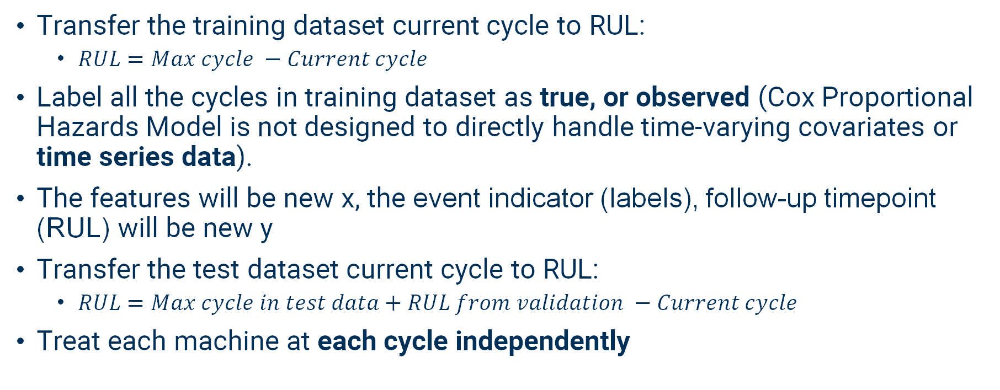 • Transfer the training dataset current cycle to RUL:
• RUL = Max cycle − Current cycle
• Label all the cycles in training dataset as true, or observed (Cox Proportional
Hazards Model is not designed to directly handle time-varying covariates or
time series data).
• The features will be new x, the event indicator (labels), follow-up timepoint
(RUL) will be new y
• Transfer the test dataset current cycle to RUL:
• RUL = Max cycle in test data + RUL from validation − Current cycle
• Treat each machine at each cycle independently